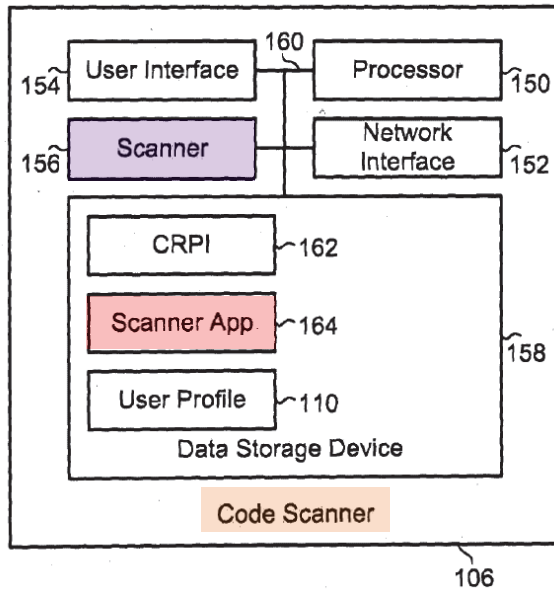 160
User Interface
154
Processor
150
Scanner
156
Network
Interface
152
CRPI
162
Scanner App
164
158
User Profile
110
Data Storage Device
Code Scanner
106